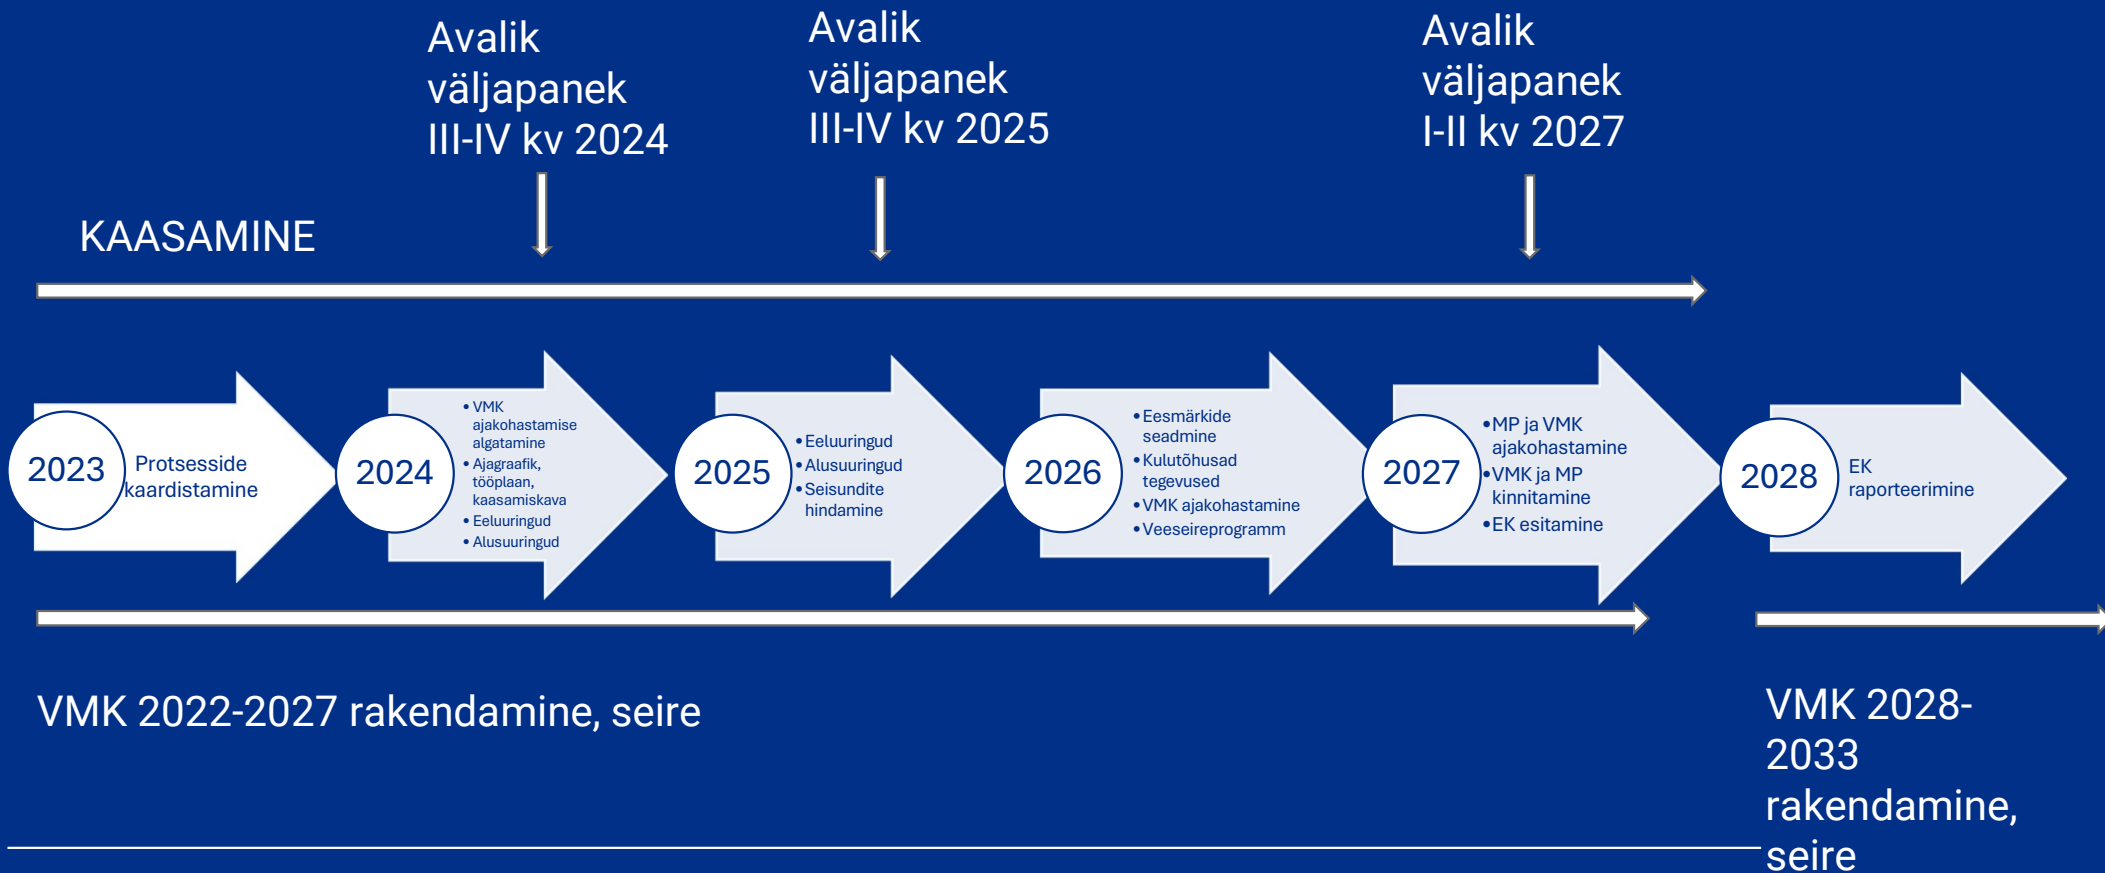 Avalik
väljapanek
III-IV kv 2024
Avalik
väljapanek
III-IV kv 2025
Avalik
väljapanek
I-II kv 2027
KAASAMINE
2023
Protsesside
kaardistamine
2024
• VMK
ajakohastamise
algatamine
• Ajagraafik,
tööplaan,
kaasamiskava
• Eeluuringud
• Alusuuringud
2025
• Eeluuringud
• Alusuuringud
• Seisundite
hindamine
2026
• Eesmärkide
seadmine
• Kulutõhusad
tegevused
• VMK ajakohastamine
• Veeseireprogramm
2027
• MP ja VMK
ajakohastamine
• VMK ja MP
kinnitamine
• EK esitamine
2028
EK
raporteerimine
VMK 2022-2027 rakendamine, seire
VMK 2028-
2033
rakendamine,
seire